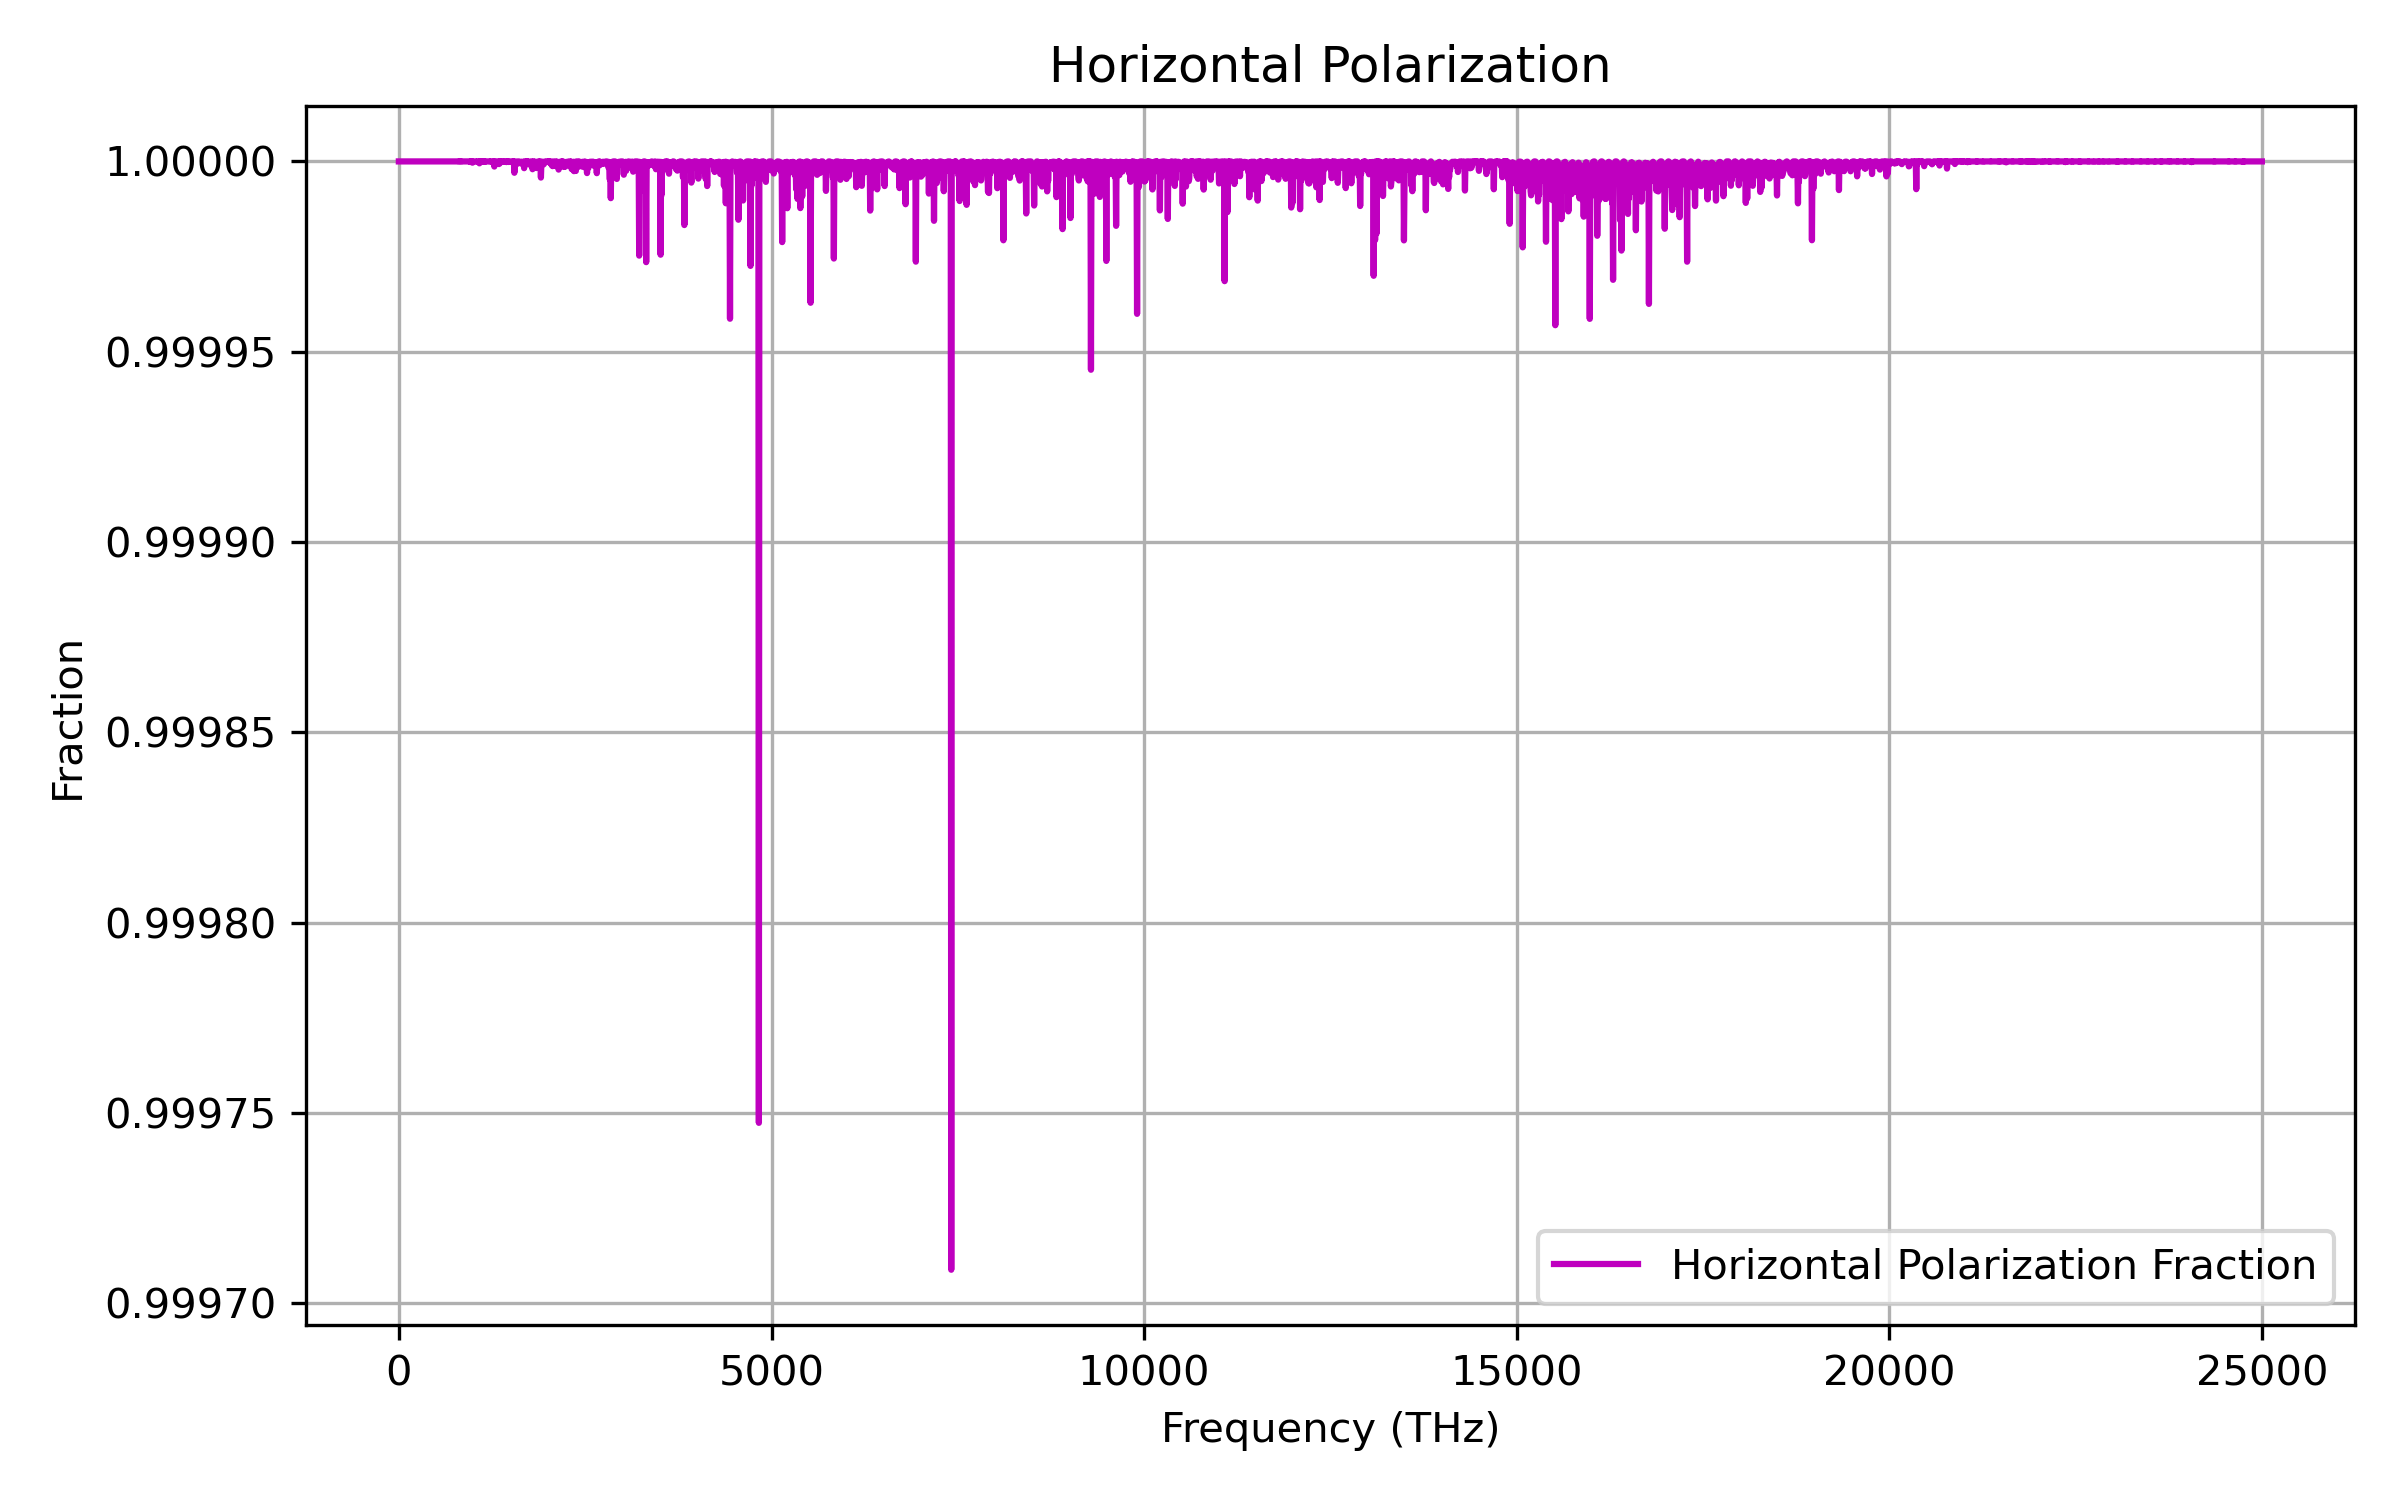 Horizontal Polarization
1.00000
0.99995
0.99990
0.99985
0.99980
0.99975
0.99970
Fraction
Horizontal Polarization Fraction
0 5000 10000 15000 20000 25000
Frequency (THz)